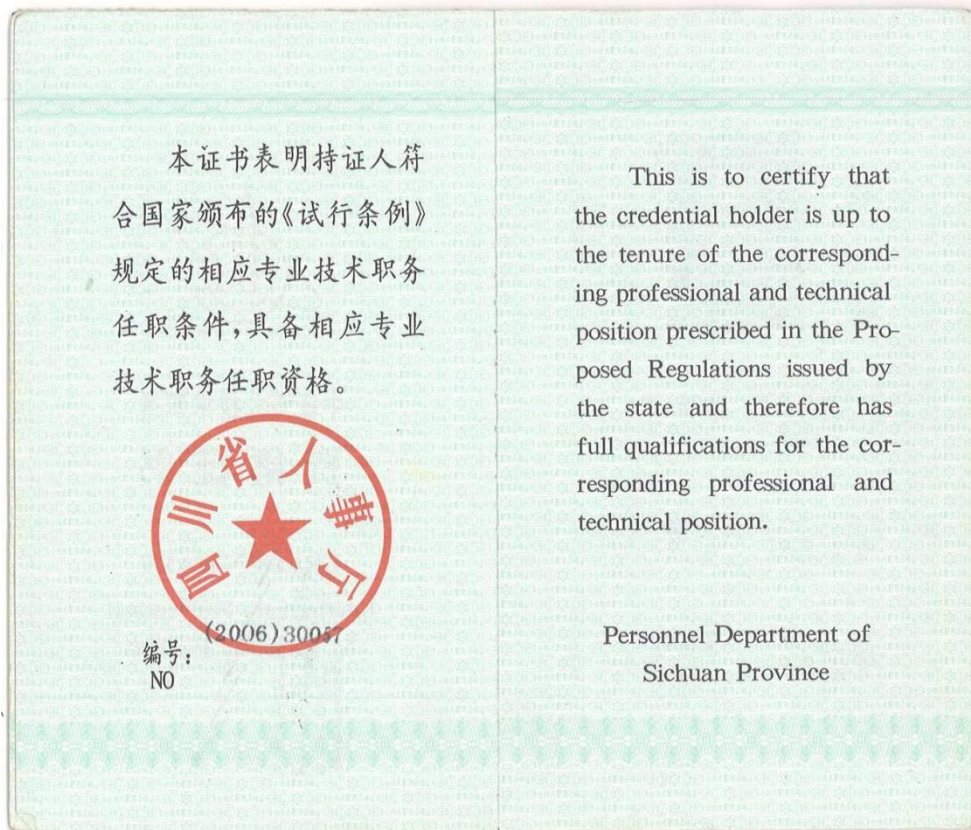 本证书表明持证人符
合国家颁布的《试行条例》
规定的相应专业技术职务
任职条件,具备相应专业
技术职务任职资格。
四川省人事厅
(2006)30057
编号:
NO
This is to certify that
the credential holder is up to
the tenure of the correspond-
ing professional and technical
position prescribed in the Pro-
posed Regulations issued by
the state and therefore has
full qualifications for the cor-
responding professional and
technical position.
Personnel Department of
Sichuan Province